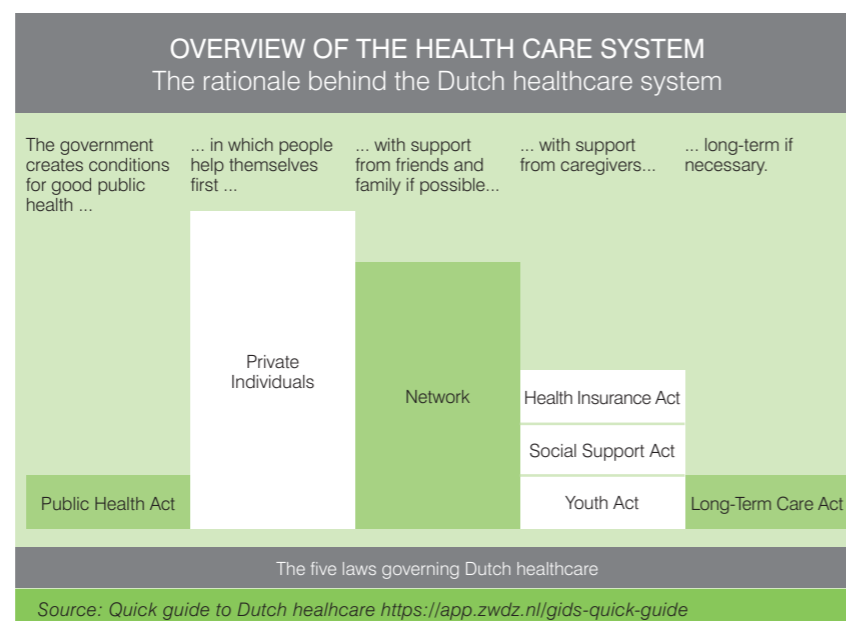 OVERVIEW OF THE HEALTH CARE SYSTEM
The rationale behind the Dutch healthcare system
The government
creates conditions
for good public
health ...
... in which people
help themselves
first ...
... with support
from friends and
family if possible...
... with support
from caregivers...
... long-term if
necessary.
Private
Individuals
Network
Health Insurance Act
Social Support Act
Public Health Act
Youth Act
Long-Term Care Act
The five laws governing Dutch healthcare
Source: Quick guide to Dutch healhcare https://app.zwdz.nl/gids-quick-guide